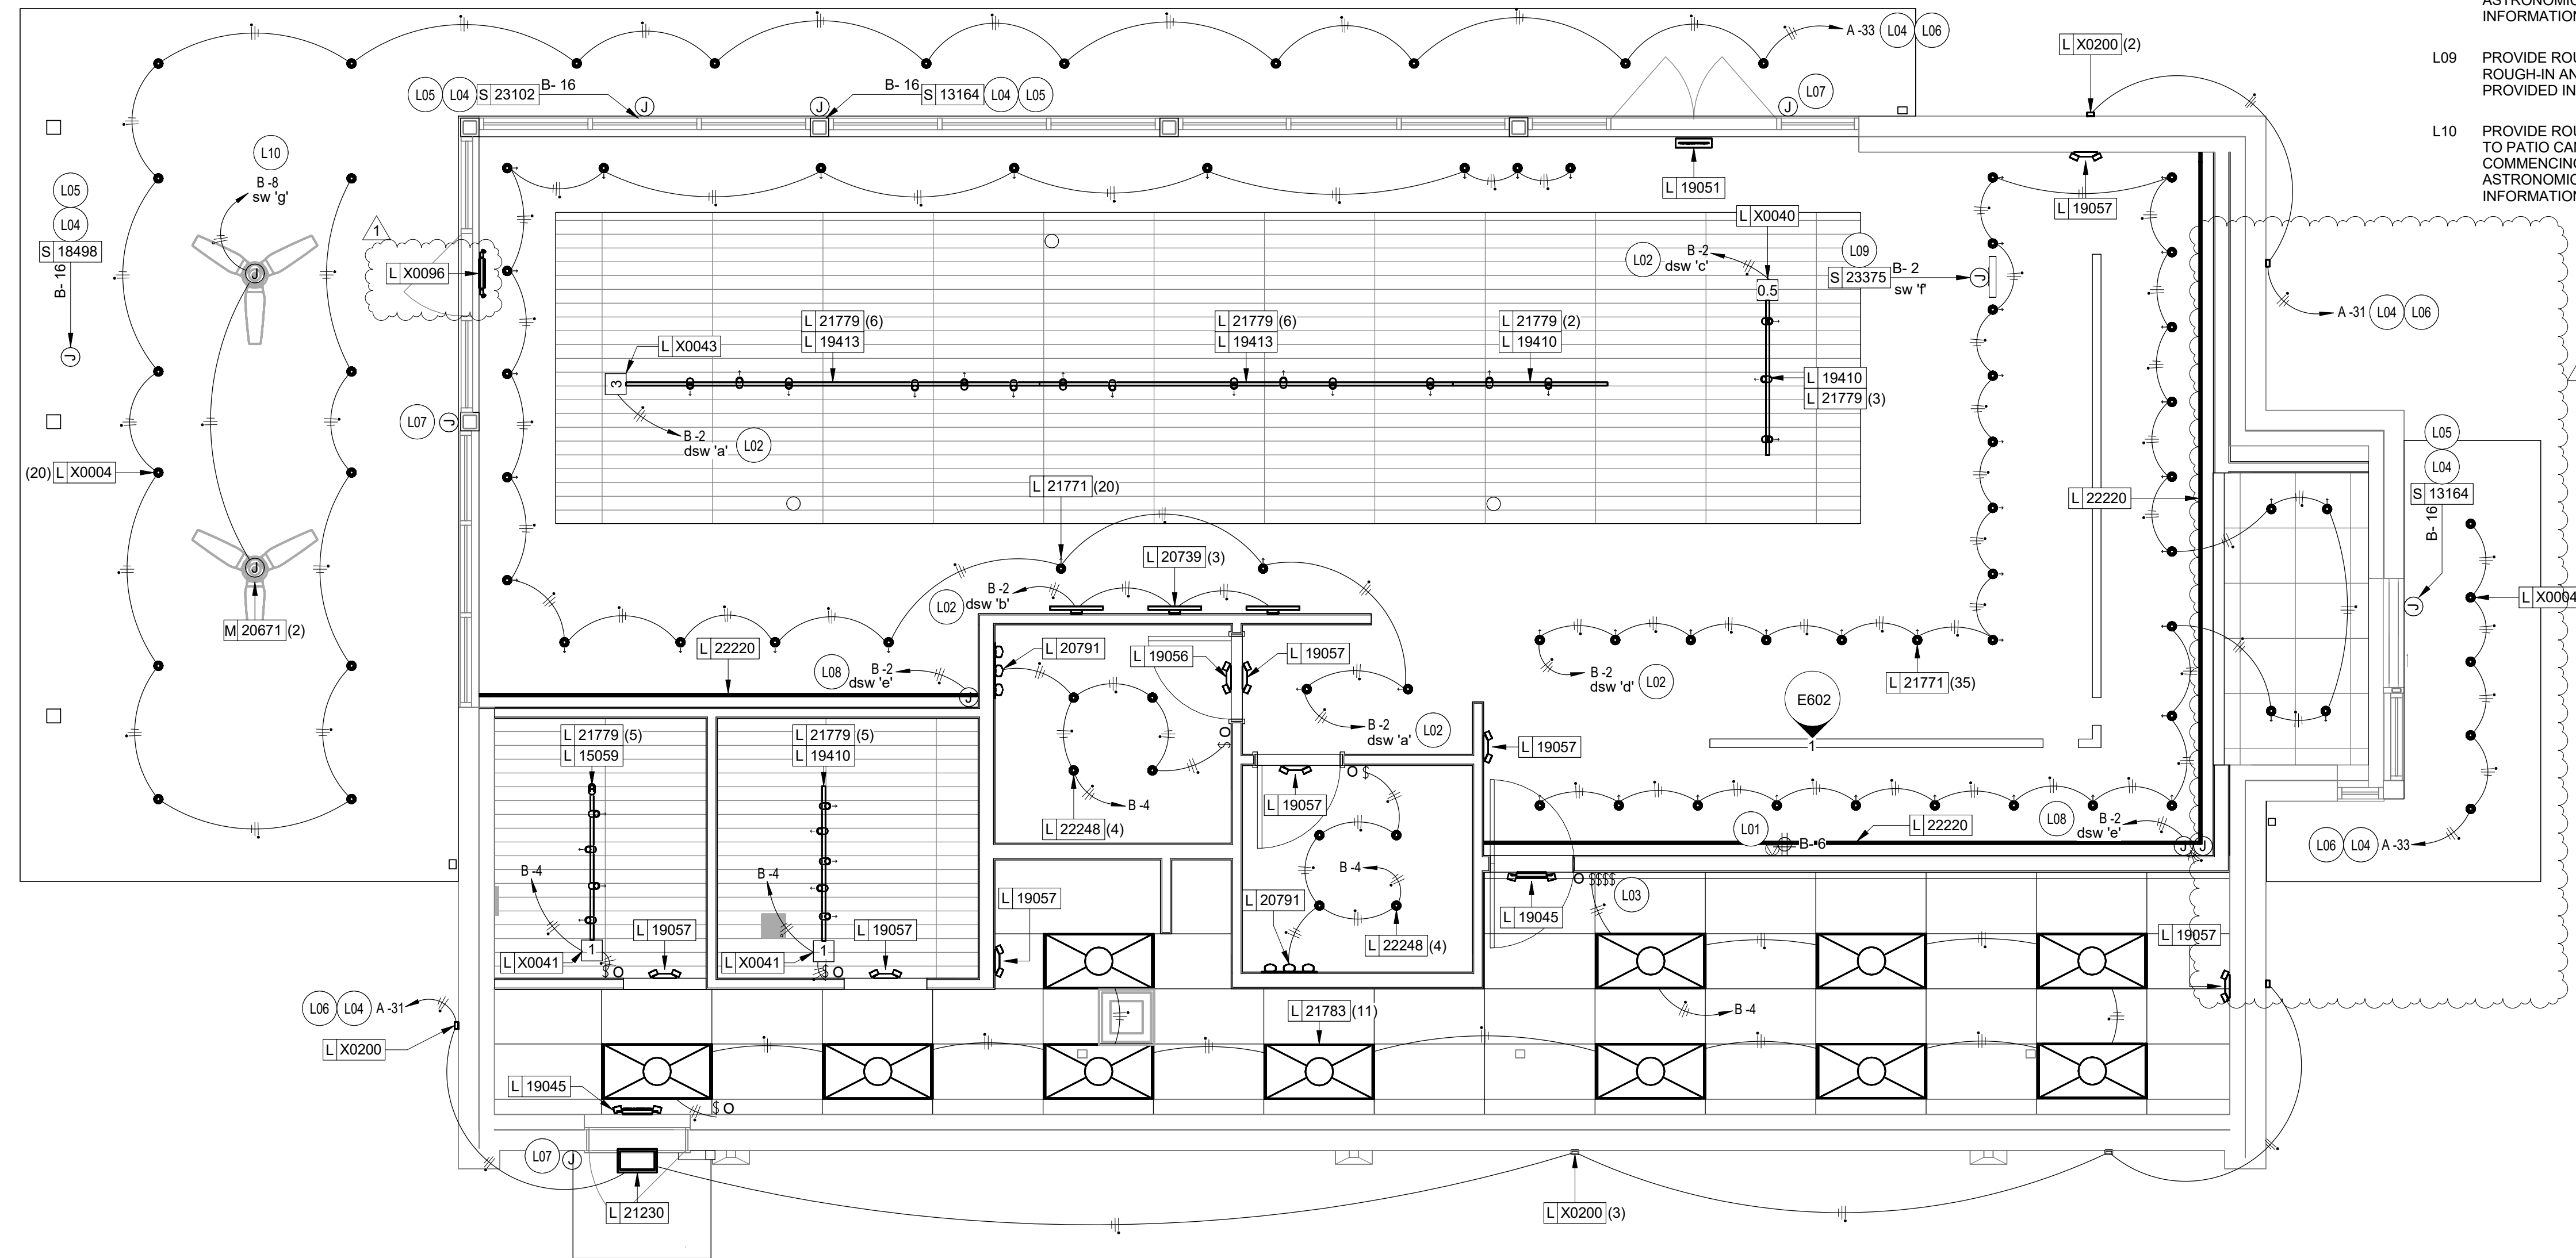 ASTRONOMIC
INFORMATION
L09 PROVIDE ROU
ROUGH-IN AN
PROVIDED IN
L10 PROVIDE ROU
TO PATIO CAN
COMMENCING
ASTRONOMIC
INFORMATION
A -33 L04 L06
L X0200 (2)
L05 L04 S 23102 B- 16
B- 16 S 13164 L04 L05
L07
L10
B -8
sw 'g'
L05
L04
S 18498
B- 16
J
1
L X0096
L 19051
L 19057
L X0040
L02 B -2
dsw 'c'
0.5
L09
S 23375 B- 2
sw 'f'
A -31 L04 L06
L 21779 (6)
L 19413
L 21779 (6)
L 19413
L 21779 (2)
L 19410
L X0043
3
L 19410
L 21779 (3)
L07 J
B -2
dsw 'a' L02
(20) L X0004
L 21771 (20)
L 22220
L05
L04
S 13164
B- 16
J
L X0004
L 20739 (3)
L02 B -2
dsw 'b'
M 20671 (2)
L 22220
L08 B -2
dsw 'e'
J
L 20791
L 19056
L 19057
B -2
dsw 'd' L02
L 21771 (35)
E602
1
B -2
dsw 'a' L02
L 19057
L 21779 (5)
L 15059
L 21779 (5)
L 19410
B -4
L 22248 (4)
$ O
O $
L 19057
L01
B- 6
L 22220
L08 B -2
dsw 'e'
J J
L06 L04 A -33
B -4
B -4
B -4
L 20791
L 22248 (4)
L 19057
L 19045
O $$$$
L03
L 19057
L 19057
L 19057
L X0041
1
$ O
L X0041
1
$ O
L06 L04 A -31
L X0200
L 21783 (11)
B -4
L 19045
$ O
L07 J
L 21230
L X0200 (3)